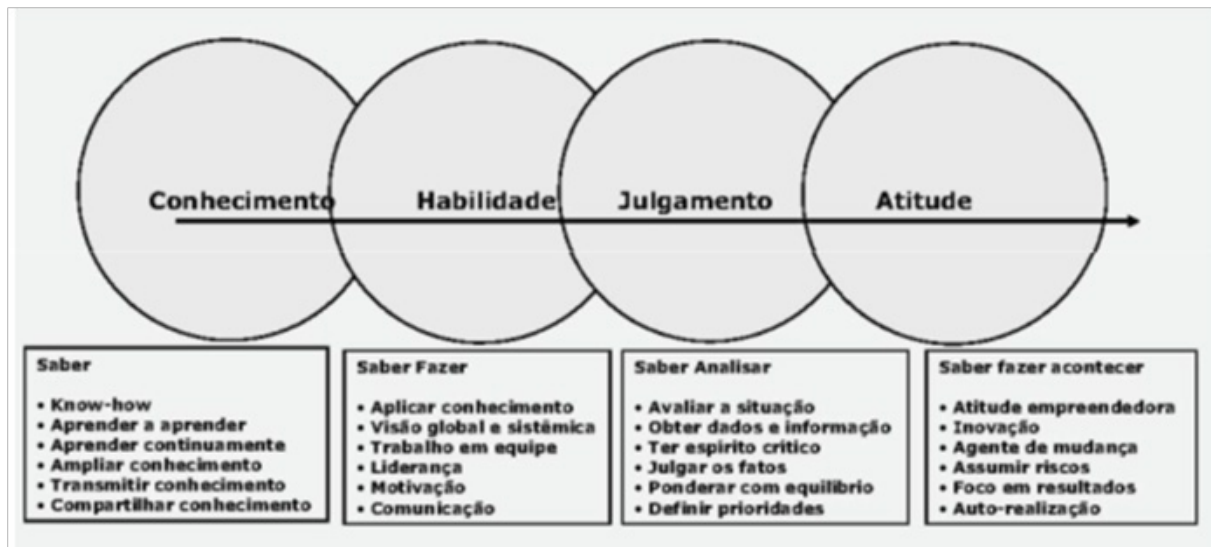 Conhecimento
Habilidade
Julgamento
Atitude
Saber
• Know-how
• Aprender a aprender
• Aprender continuamente
• Ampliar conhecimento
• Transmitir conhecimento
• Compartilhar conhecimento
Saber Fazer
• Aplicar conhecimento
• Visão global e sistêmica
• Trabalho em equipe
• Liderança
• Motivação
• Comunicação
Saber Analisar
• Avaliar a situação
• Obter dados e informação
• Ter espirito critico
• Julgar os fatos
• Ponderar com equilíbrio
• Definir prioridades
Saber fazer acontecer
• Atitude empreendedora
• Inovação
• Agente de mudança
• Assumir riscos
• Foco em resultados
• Auto-realização